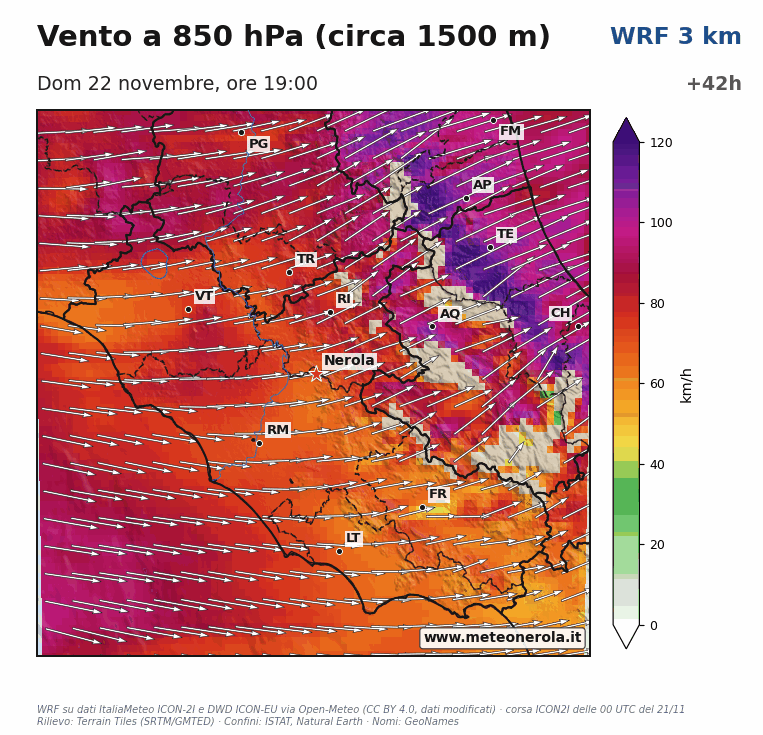 Vento a 850 hPa (circa 1500 m)
WRF 3 km
Dom 22 novembre, ore 19:00
+42h
FM
PG
AP
TE
TR
VT
RI
AQ
CH
Nerola
RM
FR
LT
www.meteonerola.it
120
100
80
60
40
20
0
km/h
WRF su dati ItaliaMeteo ICON-2I e DWD ICON-EU via Open-Meteo (CC BY 4.0, dati modificati) · corsa ICON2I delle 00 UTC del 21/11
Rilievo: Terrain Tiles (SRTM/GMTED) · Confini: ISTAT, Natural Earth · Nomi: GeoNames